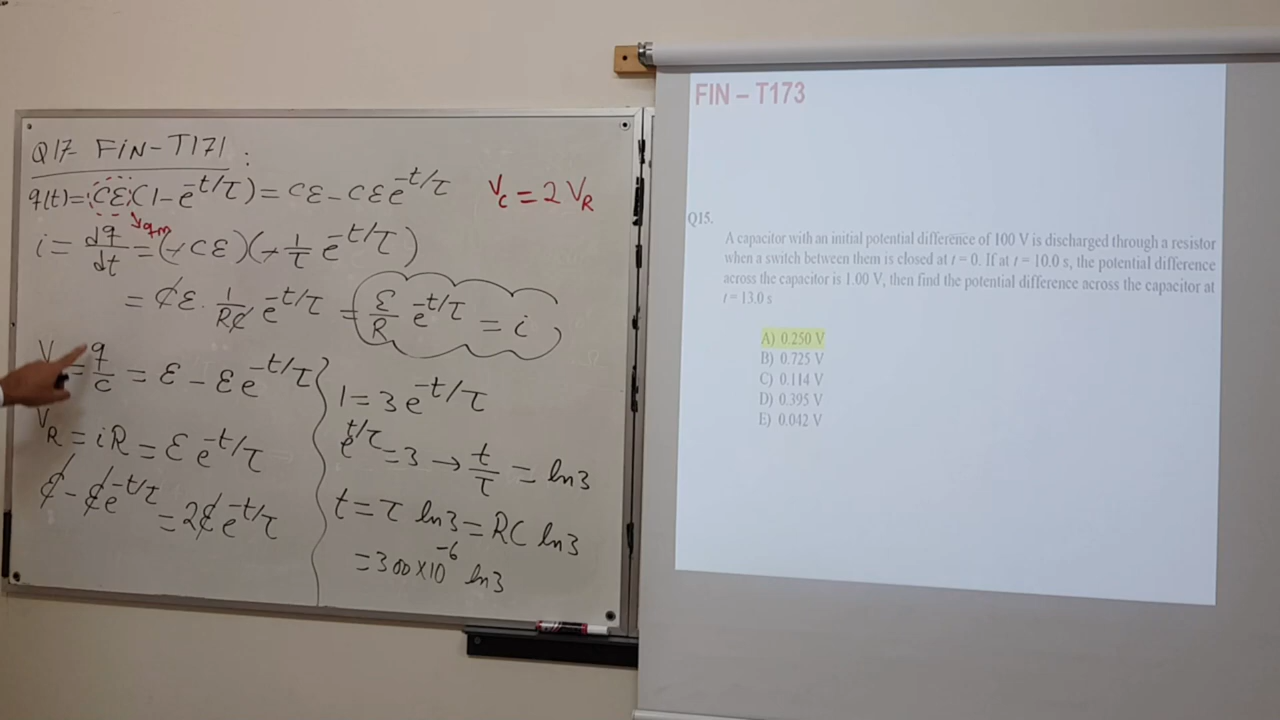 Q17 FIN-T171 :
q(t) = Cε(1-e^-t/τ) = Cε - Cεe^-t/τ
q_m
V_C = 2 V_R
i = dq/dt = (-Cε)(-1/τ e^-t/τ)
= Cε · 1/RC e^-t/τ = ε/R e^-t/τ = i
V = q/C = ε - εe^-t/τ
V_R = iR = εe^-t/τ
ε - εe^-t/τ = 2εe^-t/τ
1 = 3e^-t/τ
e^t/τ = 3 → t/τ = ln3
t = τ ln3 = RC ln3
= 300×10^-6 ln3
FIN – T173
Q15.
A capacitor with an initial potential difference of 100 V is discharged through a resistor
when a switch between them is closed at t = 0. If at t = 10.0 s, the potential difference
across the capacitor is 1.00 V, then find the potential difference across the capacitor at
t = 13.0 s
A) 0.250 V
B) 0.725 V
C) 0.114 V
D) 0.395 V
E) 0.042 V